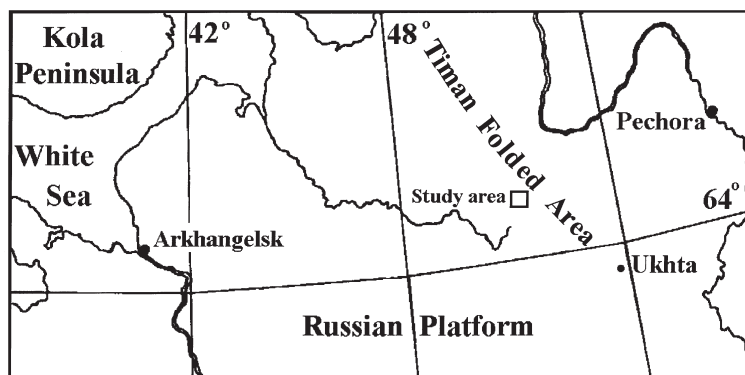 Kola
Peninsula
42°
48°
Timan Folded Area
Pechora
White
Sea
Study area
64°
Arkhangelsk
Ukhta
Russian Platform